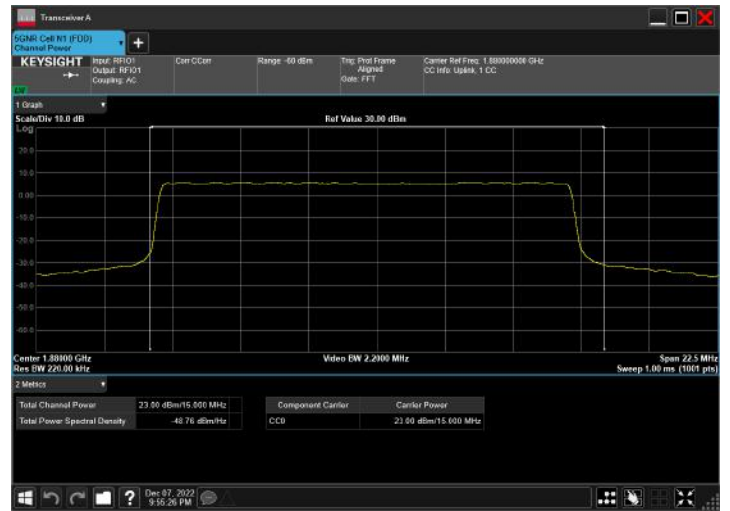 Transceiver A
5GNR Cell N1 (FDD)
Channel Power
KEYSIGHT
Input: RFIO1
Output: RFIO1
Coupling: AC
Corr CCorr
Range -60 dBm
Trig: Prot Frame
Aligned
Gate: FFT
Carrier Ref Freq: 1.880000000 GHz
CC Info: Uplink, 1 CC
1 Graph
Scale/Div 10.0 dB
Ref Value 30.00 dBm
Log
20.0
10.0
0.00
-10.0
-20.0
-30.0
-40.0
-50.0
-60.0
Center 1.88000 GHz
Video BW 2.2000 MHz
Span 22.5 MHz
Res BW 220.00 kHz
Sweep 1.00 ms (1001 pts)
2 Metrics
Total Channel Power 23.00 dBm/15.000 MHz
Total Power Spectral Density -48.76 dBm/Hz
Component Carrier Carrier Power
CC0 23.00 dBm/15.000 MHz
?
Dec 07, 2022
9:55:26 PM